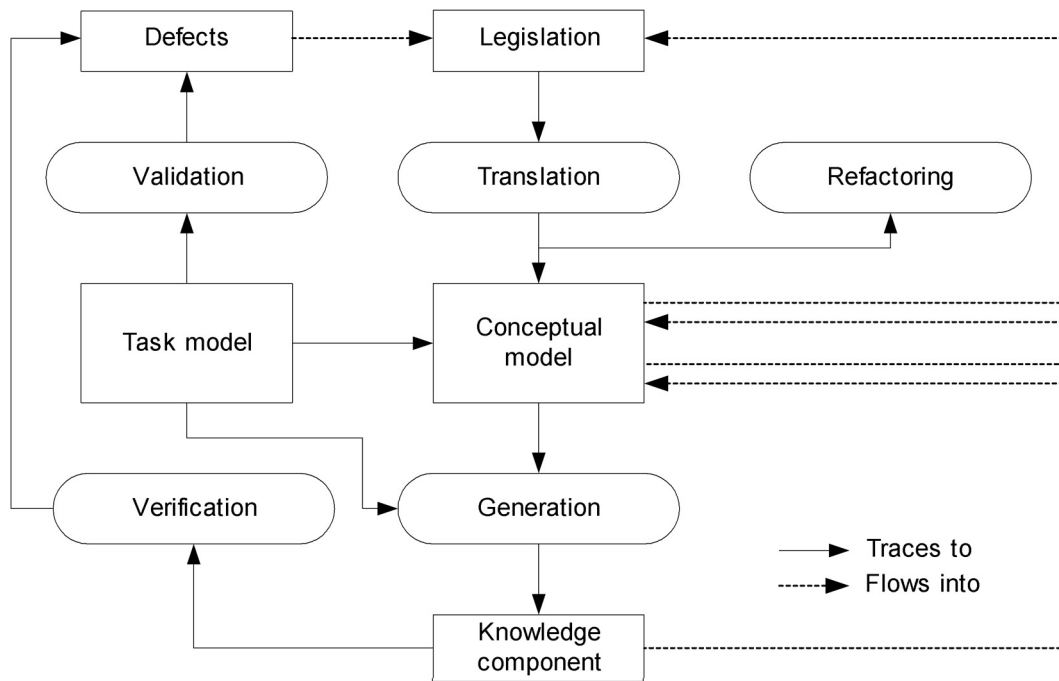 Defects
Legislation
Validation
Translation
Refactoring
Task model
Conceptual
model
Verification
Generation
Traces to
Flows into
Knowledge
component